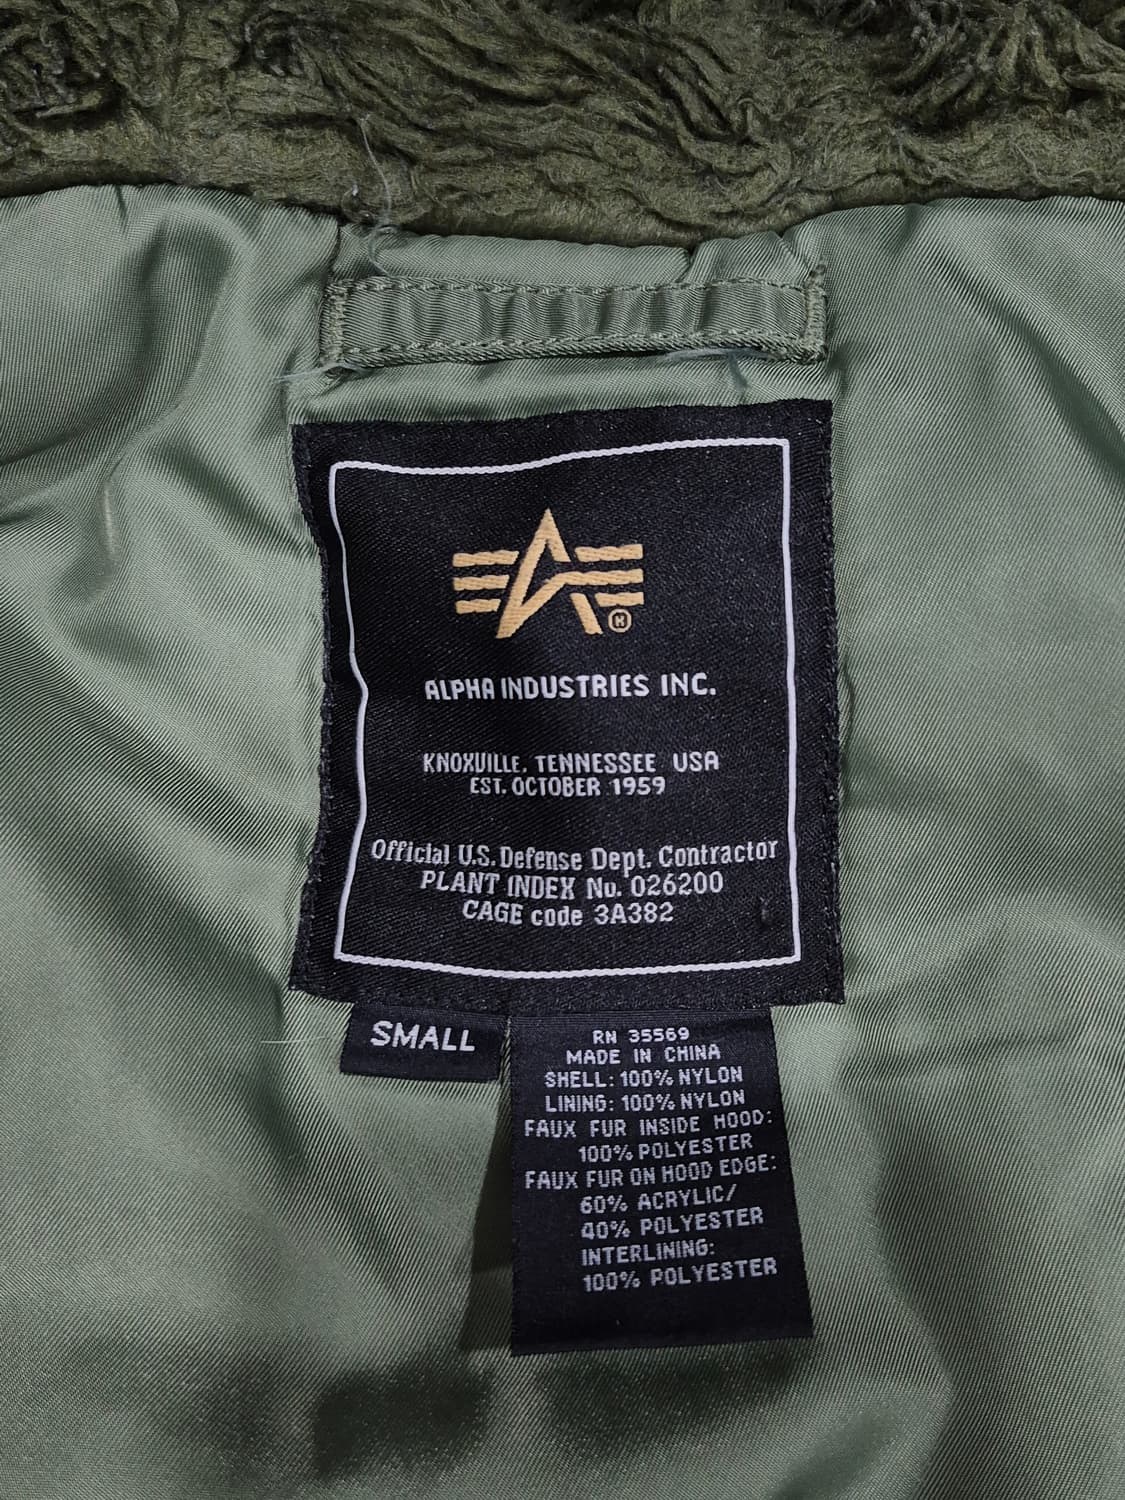 ALPHA INDUSTRIES INC.
KNOXVILLE, TENNESSEE USA
EST. OCTOBER 1959
Official U.S. Defense Dept. Contractor
PLANT INDEX No. 026200
CAGE code 3A382
SMALL
RN 35569
MADE IN CHINA
SHELL: 100% NYLON
LINING: 100% NYLON
FAUX FUR INSIDE HOOD:
100% POLYESTER
FAUX FUR ON HOOD EDGE:
60% ACRYLIC/
40% POLYESTER
INTERLINING:
100% POLYESTER